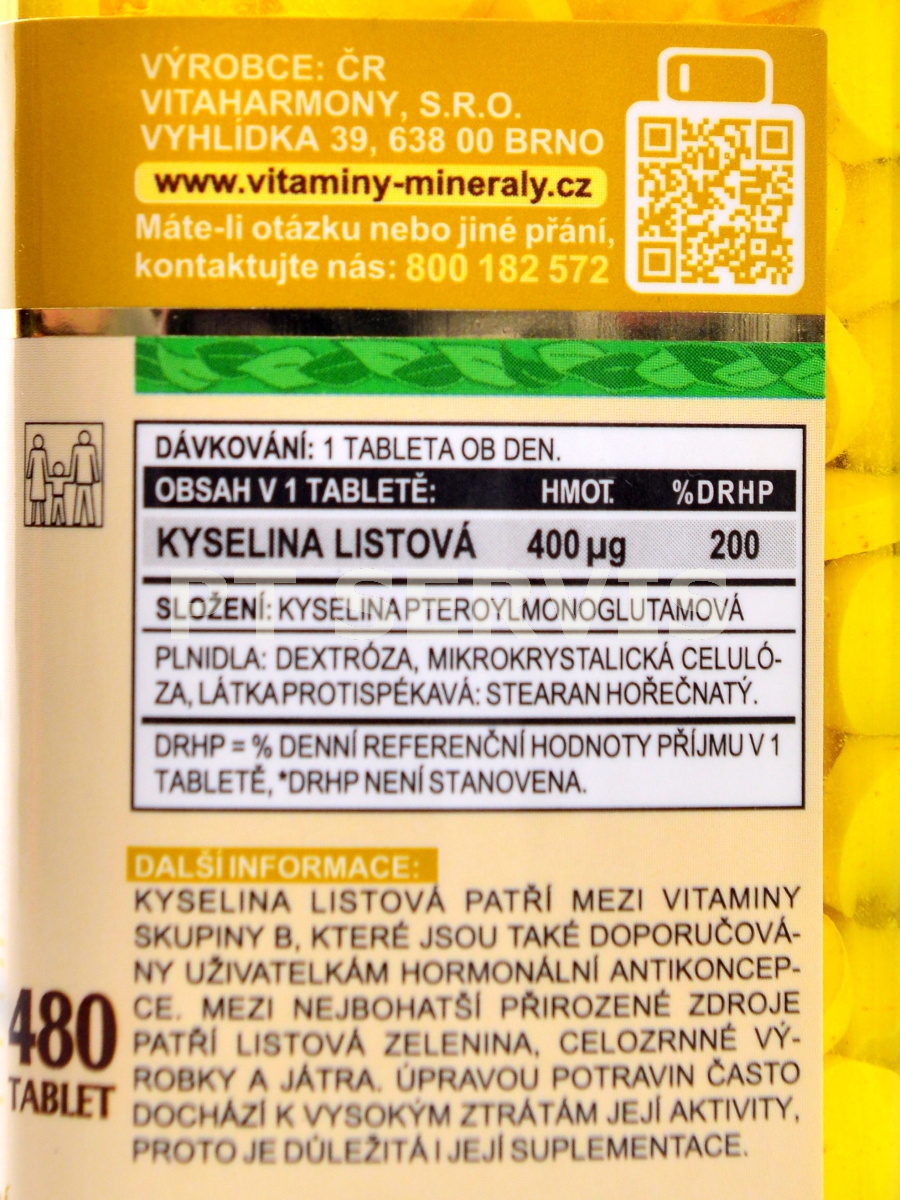 VÝROBCE: ČR
VITAHARMONY, S.R.O.
VYHLÍDKA 39, 638 00 BRNO
www.vitaminy-mineraly.cz
Máte-li otázku nebo jiné přání,
kontaktujte nás: 800 182 572
DÁVKOVÁNÍ: 1 TABLETA OB DEN.
OBSAH V 1 TABLETĚ: HMOT. %DRHP
KYSELINA LISTOVÁ 400 µg 200
PT SERVIS
SLOŽENÍ: KYSELINA PTEROYLMONOGLUTAMOVÁ
PLNIDLA: DEXTRÓZA, MIKROKRYSTALICKÁ CELULÓ-
ZA, LÁTKA PROTISPÉKAVÁ: STEARAN HOŘEČNATÝ.
DRHP = % DENNÍ REFERENČNÍ HODNOTY PŘÍJMU V 1
TABLETĚ, *DRHP NENÍ STANOVENA.
DALŠÍ INFORMACE:
KYSELINA LISTOVÁ PATŘÍ MEZI VITAMINY
SKUPINY B, KTERÉ JSOU TAKÉ DOPORUČOVÁ-
NY UŽIVATELKÁM HORMONÁLNÍ ANTIKONCEP-
CE. MEZI NEJBOHATŠÍ PŘIROZENÉ ZDROJE
PATŘÍ LISTOVÁ ZELENINA, CELOZRNNÉ VÝ-
ROBKY A JÁTRA. ÚPRAVOU POTRAVIN ČASTO
DOCHÁZÍ K VYSOKÝM ZTRÁTÁM JEJÍ AKTIVITY,
PROTO JE DŮLEŽITÁ I JEJÍ SUPLEMENTACE.
480
TABLET